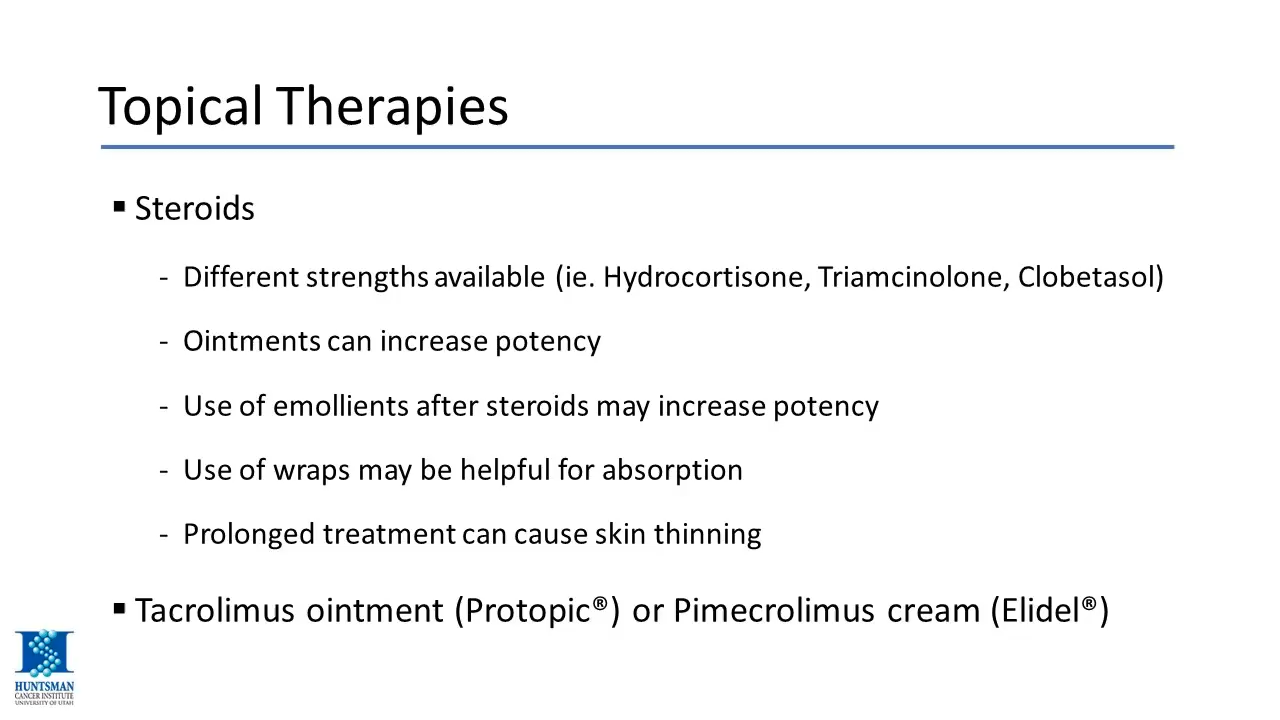 Topical Therapies
▪ Steroids
- Different strengths available (ie. Hydrocortisone, Triamcinolone, Clobetasol)
- Ointments can increase potency
- Use of emollients after steroids may increase potency
- Use of wraps may be helpful for absorption
- Prolonged treatment can cause skin thinning
▪ Tacrolimus ointment (Protopic®) or Pimecrolimus cream (Elidel®)
HUNTSMAN
CANCER INSTITUTE
UNIVERSITY OF UTAH